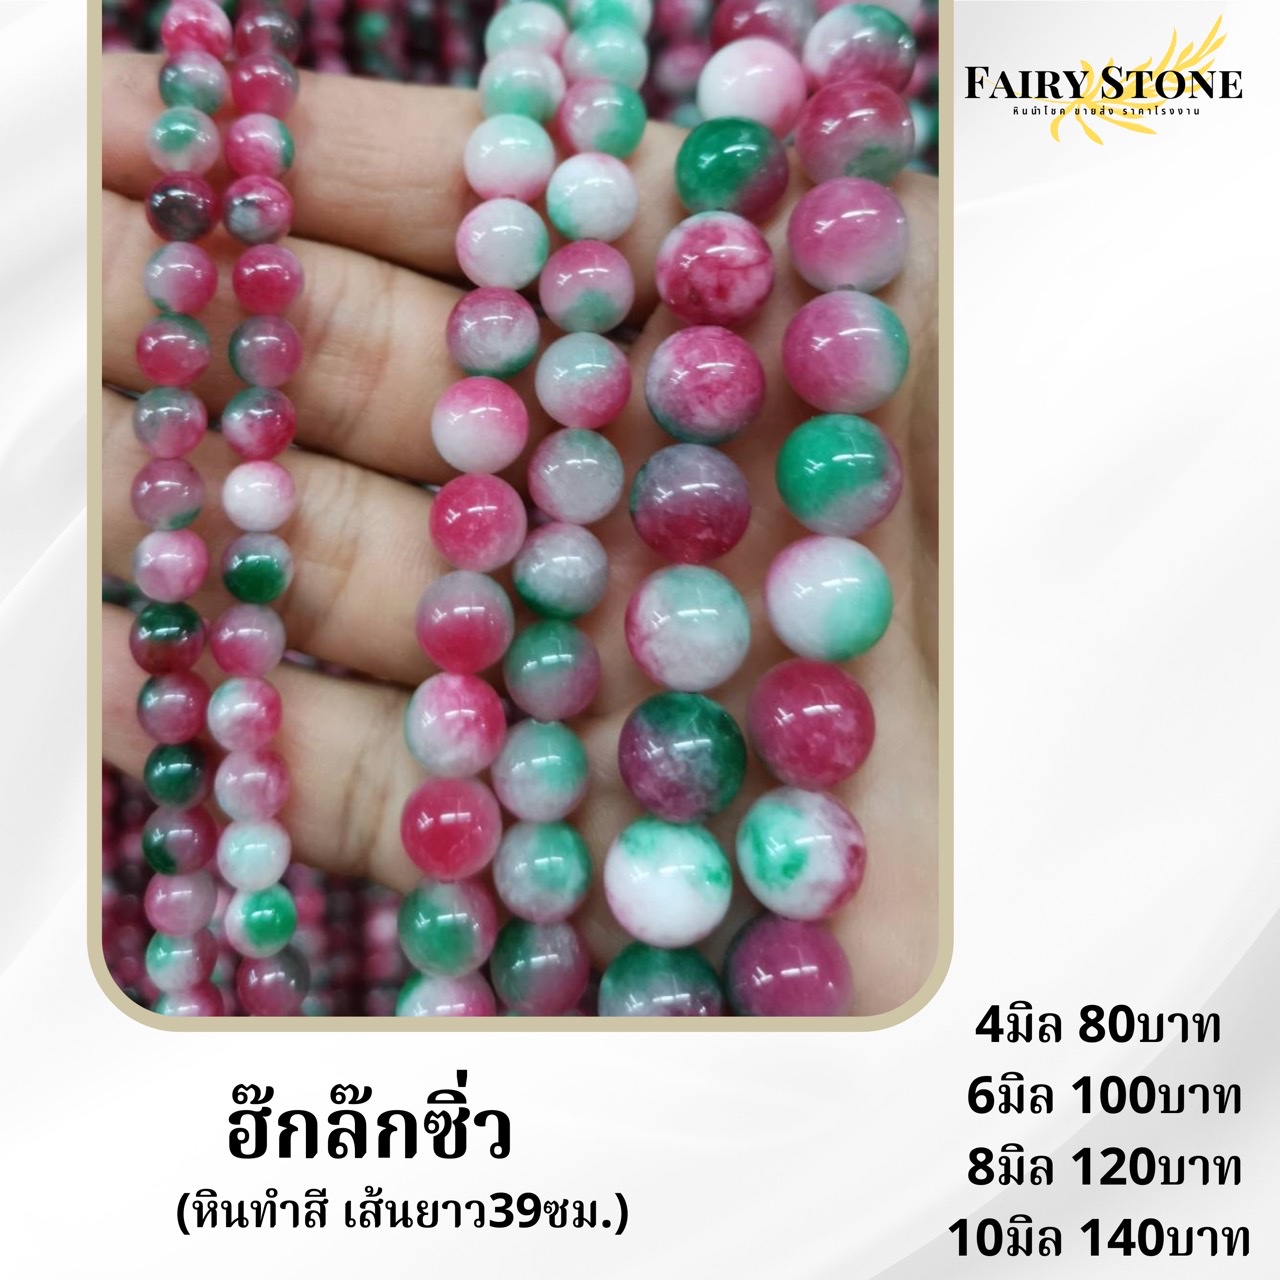 FAIRY STONE
หินนำโชค ขายส่ง ราคาโรงงาน
ฮ๊กล๊กซิ่ว
(หินทำสี เส้นยาว39ซม.)
4มิล 80บาท
6มิล 100บาท
8มิล 120บาท
10มิล 140บาท